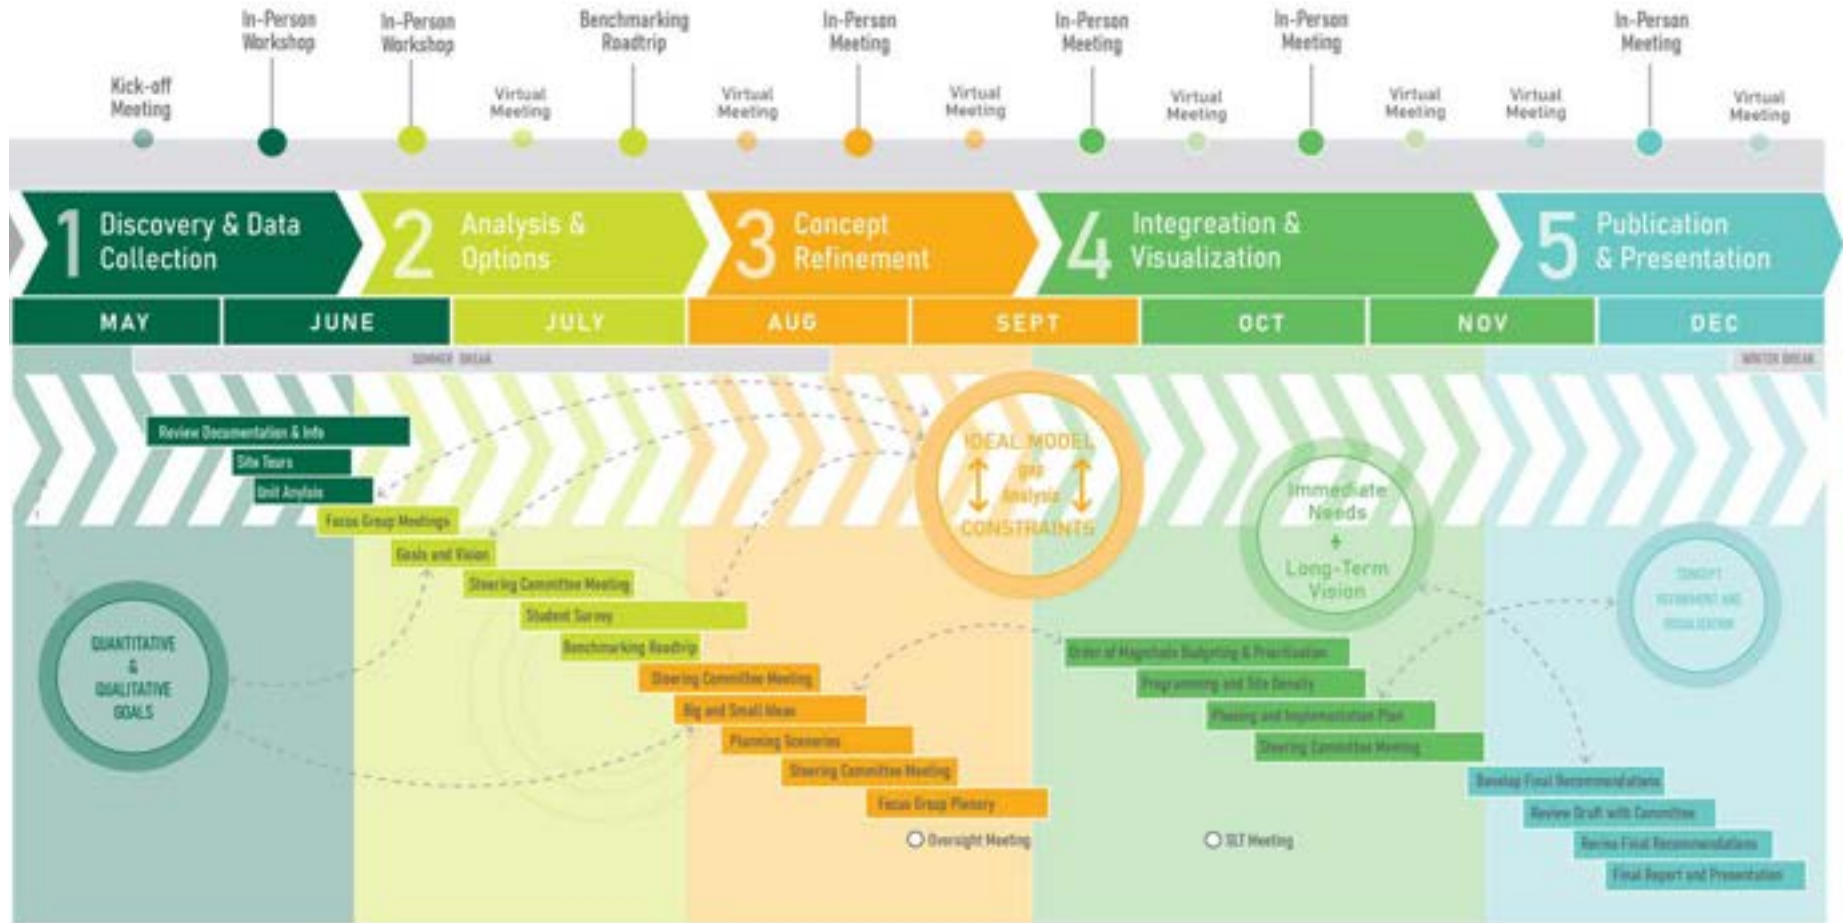 In-Person
Workshop
In-Person
Workshop
Benchmarking
Roadtrip
In-Person
Meeting
In-Person
Meeting
In-Person
Meeting
In-Person
Meeting
Kick-off
Meeting
Virtual
Meeting
Virtual
Meeting
Virtual
Meeting
Virtual
Meeting
Virtual
Meeting
Virtual
Meeting
Virtual
Meeting
1 Discovery & Data
Collection
2 Analysis &
Options
3 Concept
Refinement
4 Integreation &
Visualization
5 Publication
& Presentation
MAY
JUNE
JULY
AUG
SEPT
OCT
NOV
DEC
SUMMER BREAK
WINTER BREAK
Review Documentation & Info
Site Tours
Unit Anylsis
Focus Group Meetings
Goals and Vision
Steering Committee Meeting
Student Survey
Benchmarking Roadtrip
Steering Committee Meeting
Big and Small Ideas
Planning Scenerios
Steering Committee Meeting
Focus Group Plenary
Oversight Meeting
QUANTITATIVE
&
QUALITATIVE
GOALS
IDEAL MODEL
gap
Analysis
CONSTRAINTS
Immediate
Needs
+
Long-Term
Vision
CONCEPT
REFINEMENT AND
VISUALIZATION
Order of Magnitude Budgeting & Prioritization
Programming and Site Density
Phasing and Implementation Plan
Steering Committee Meeting
SLT Meeting
Develop Final Recommendations
Review Draft with Committee
Final Recommendations
Final Report and Presentation